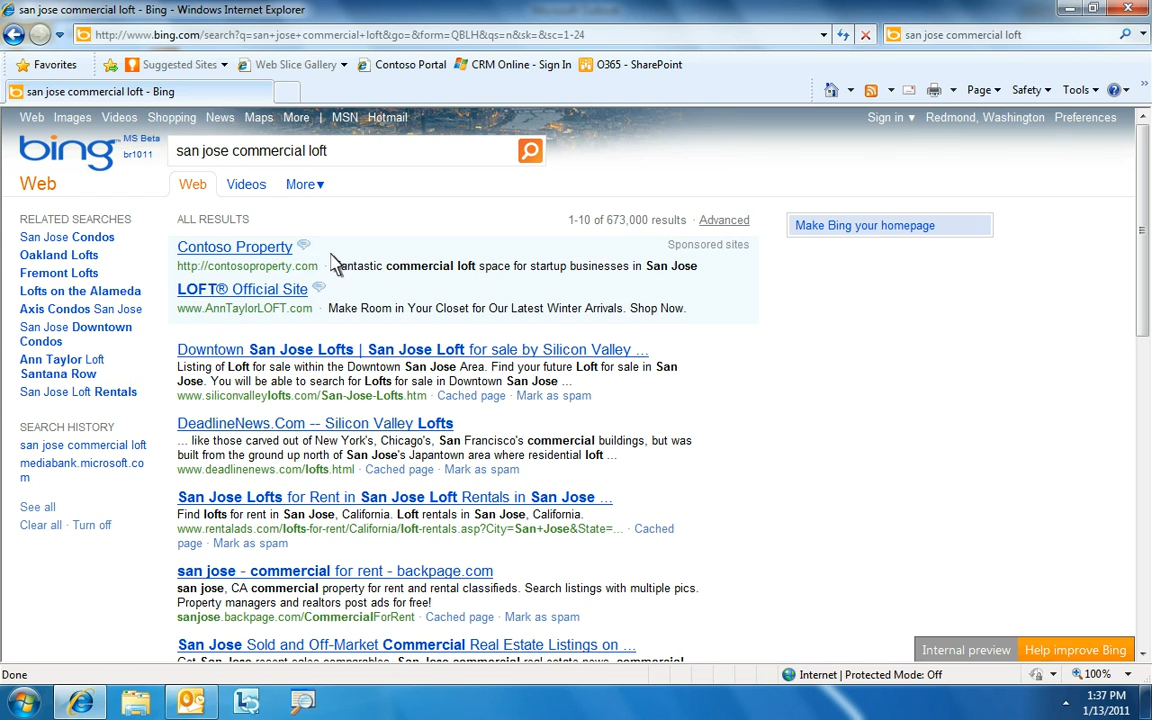 san jose commercial loft - Bing - Windows Internet Explorer
http://www.bing.com/search?q=san+jose+commercial+loft&go=&form=QBLH&qs=n&sk=&sc=1-24
san jose commercial loft
Favorites
Suggested Sites
Web Slice Gallery
Contoso Portal
CRM Online - Sign In
O365 - SharePoint
san jose commercial loft - Bing
Page
Safety
Tools
Web Images Videos Shopping News Maps More | MSN Hotmail
Sign in Redmond, Washington Preferences
bing
MS Beta
br1011
san jose commercial loft
Web
Web Videos More
RELATED SEARCHES
San Jose Condos
Oakland Lofts
Fremont Lofts
Lofts on the Alameda
Axis Condos San Jose
San Jose Downtown
Condos
Ann Taylor Loft
Santana Row
San Jose Loft Rentals
SEARCH HISTORY
san jose commercial loft
mediabank.microsoft.co
m
See all
Clear all · Turn off
ALL RESULTS
1-10 of 673,000 results · Advanced
Contoso Property
Sponsored sites
http://contosoproperty.com · antastic commercial loft space for startup businesses in San Jose
LOFT® Official Site
www.AnnTaylorLOFT.com · Make Room in Your Closet for Our Latest Winter Arrivals. Shop Now.
Downtown San Jose Lofts | San Jose Loft for sale by Silicon Valley ...
Listing of Loft for sale within the Downtown San Jose Area. Find your future Loft for sale in San
Jose. You will be able to search for Lofts for sale in Downtown San Jose ...
www.siliconvalleylofts.com/San-Jose-Lofts.htm · Cached page · Mark as spam
DeadlineNews.Com -- Silicon Valley Lofts
... like those carved out of New York's, Chicago's, San Francisco's commercial buildings, but was
built from the ground up north of San Jose's Japantown area where residential loft ...
www.deadlinenews.com/lofts.html · Cached page · Mark as spam
San Jose Lofts for Rent in San Jose Loft Rentals in San Jose ...
Find lofts for rent in San Jose, California. Loft rentals in San Jose, California.
www.rentalads.com/lofts-for-rent/California/loft-rentals.asp?City=San+Jose&State=... · Cached
page · Mark as spam
san jose - commercial for rent - backpage.com
san jose, CA commercial property for rent and rental classifieds. Search listings with multiple pics.
Property managers and realtors post ads for free!
sanjose.backpage.com/CommercialForRent · Cached page · Mark as spam
San Jose Sold and Off-Market Commercial Real Estate Listings on ...
Make Bing your homepage
Internal preview
Help improve Bing
Done
Internet | Protected Mode: Off
100%
1:37 PM
1/13/2011